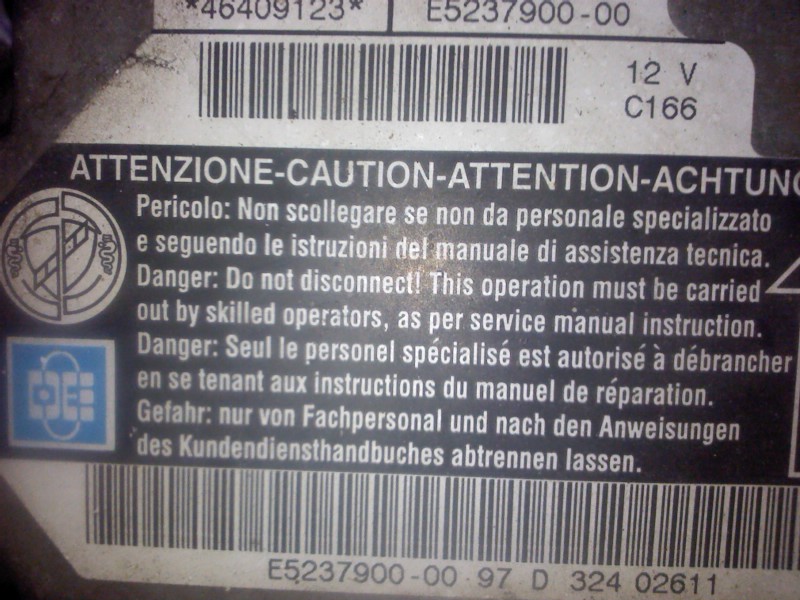 *46409123* E5237900-00
12 V
C166
ATTENZIONE-CAUTION-ATTENTION-ACHTUNG
Pericolo: Non scollegare se non da personale specializzato
e seguendo le istruzioni del manuale di assistenza tecnica.
Danger: Do not disconnect! This operation must be carried
out by skilled operators, as per service manual instruction.
Danger: Seul le personel spécialisé est autorisé à débrancher
en se tenant aux instructions du manuel de réparation.
Gefahr: nur von Fachpersonal und nach den Anweisungen
des Kundendiensthandbuches abtrennen lassen.
E5237900-00 97 D 324 02611